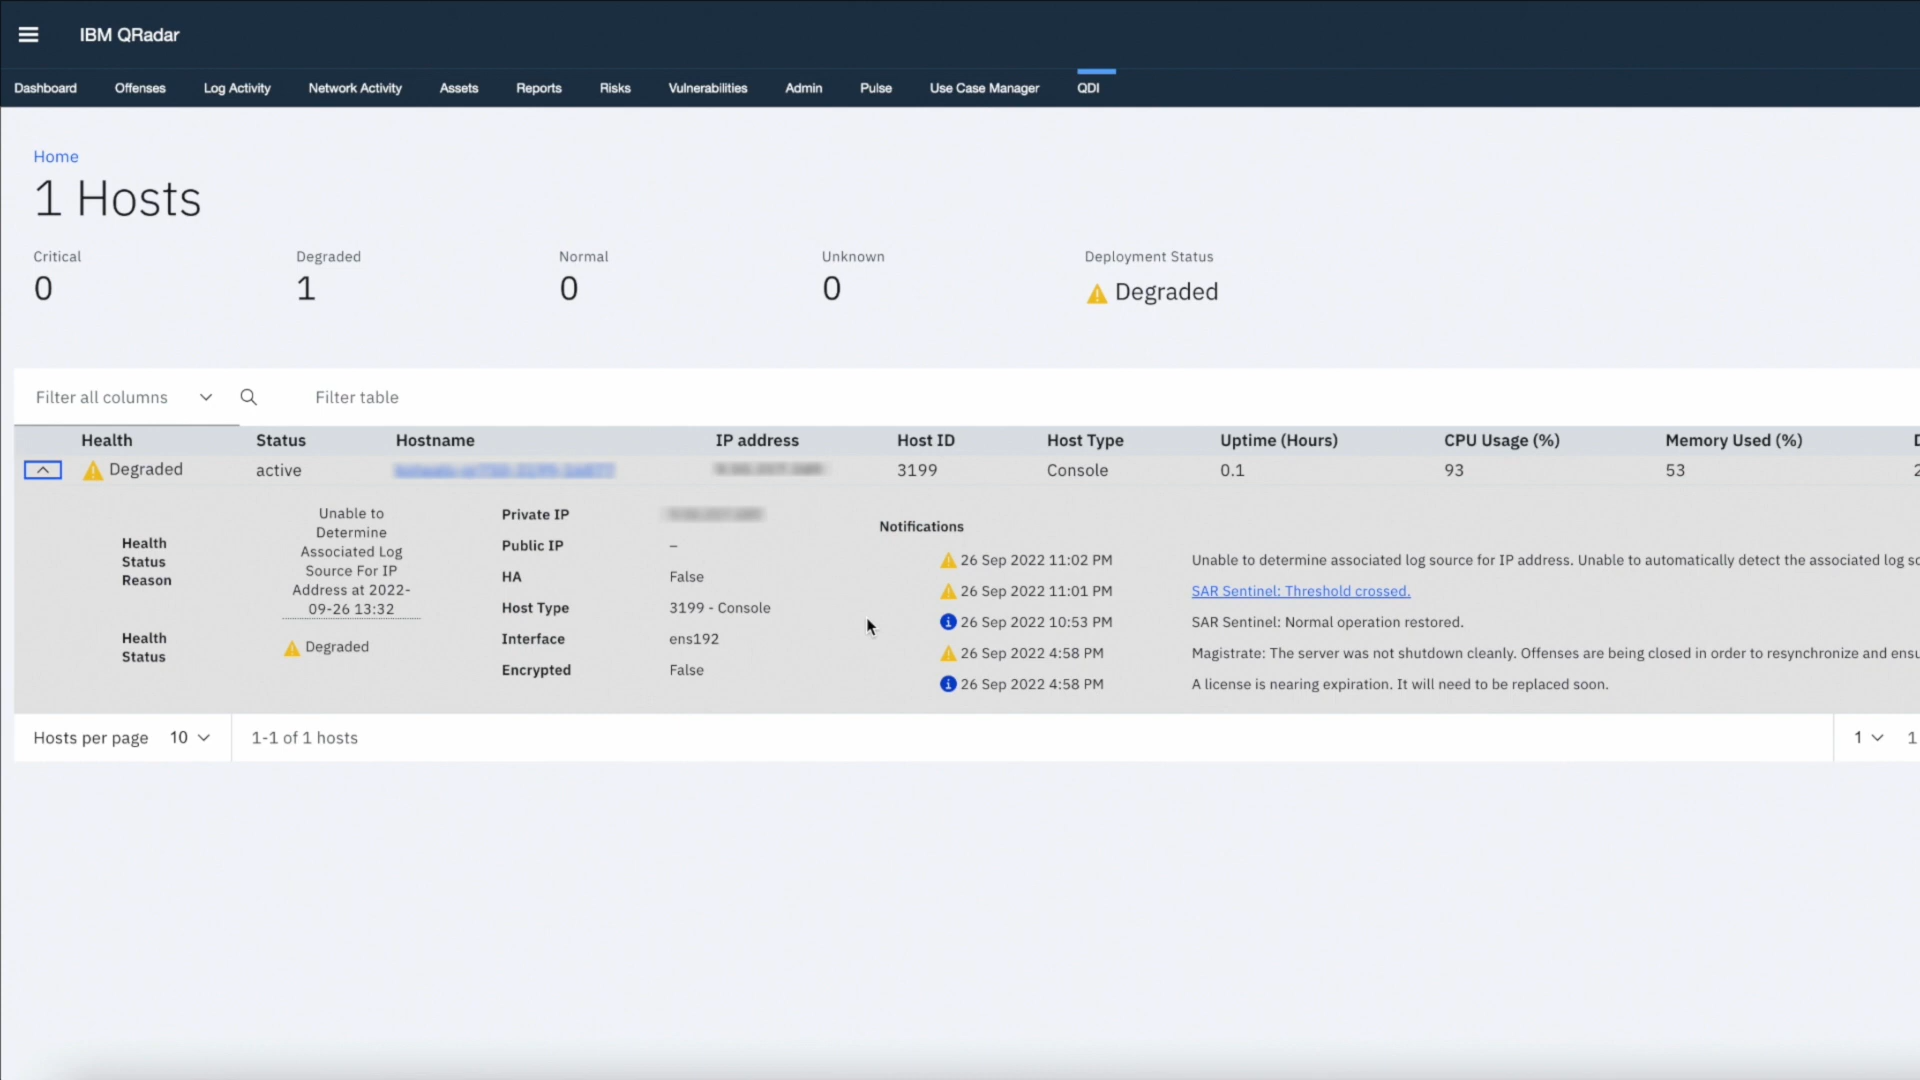 IBM QRadar
Dashboard Offenses Log Activity Network Activity Assets Reports Risks Vulnerabilities Admin Pulse Use Case Manager QDI
Home
1 Hosts
Critical Degraded Normal Unknown Deployment Status
0 1 0 0 Degraded
Filter all columns Filter table
Health Status Hostname IP address Host ID Host Type Uptime (Hours) CPU Usage (%) Memory Used (%)
Degraded active 3199 Console 0.1 93 53
Health
Status
Reason
Unable to
Determine
Associated Log
Source For IP
Address at 2022-
09-26 13:32
Health
Status
Degraded
Private IP
Public IP –
HA False
Host Type 3199 - Console
Interface ens192
Encrypted False
Notifications
26 Sep 2022 11:02 PM Unable to determine associated log source for IP address. Unable to automatically detect the associated log
26 Sep 2022 11:01 PM SAR Sentinel: Threshold crossed.
26 Sep 2022 10:53 PM SAR Sentinel: Normal operation restored.
26 Sep 2022 4:58 PM Magistrate: The server was not shutdown cleanly. Offenses are being closed in order to resynchronize and
26 Sep 2022 4:58 PM A license is nearing expiration. It will need to be replaced soon.
Hosts per page 10 1-1 of 1 hosts 1 1